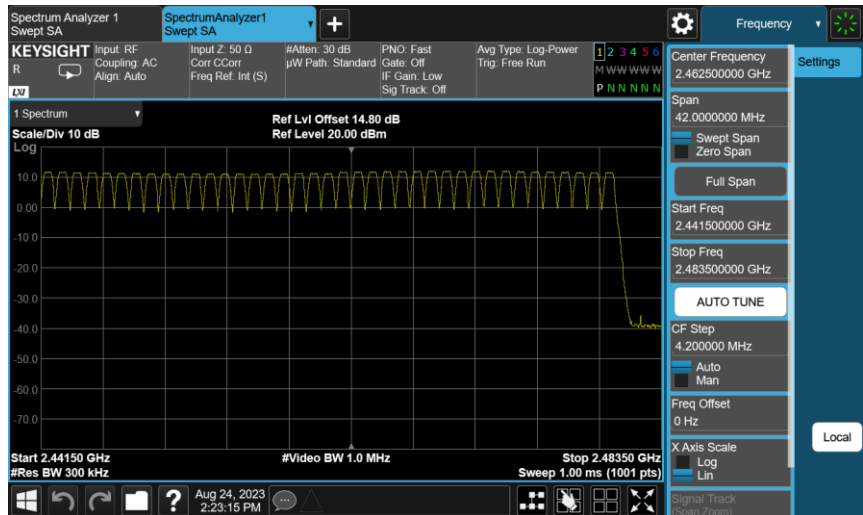 Spectrum Analyzer 1
Swept SA
SpectrumAnalyzer1
Swept SA
Frequency
KEYSIGHT
R
LXI
Input: RF
Coupling: AC
Align: Auto
Input Z: 50 Ω
Corr CCorr
Freq Ref: Int (S)
#Atten: 30 dB
µW Path: Standard
PNO: Fast
Gate: Off
IF Gain: Low
Sig Track: Off
Avg Type: Log-Power
Trig: Free Run
1 2 3 4 5 6
M W W W W W
P N N N N N
1 Spectrum
Scale/Div 10 dB
Ref Lvl Offset 14.80 dB
Ref Level 20.00 dBm
Log
10.0
0.00
-10.0
-20.0
-30.0
-40.0
-50.0
-60.0
-70.0
Start 2.44150 GHz
#Res BW 300 kHz
#Video BW 1.0 MHz
Stop 2.48350 GHz
Sweep 1.00 ms (1001 pts)
Aug 24, 2023
2:23:15 PM
Center Frequency
2.462500000 GHz
Span
42.0000000 MHz
Swept Span
Zero Span
Full Span
Start Freq
2.441500000 GHz
Stop Freq
2.483500000 GHz
AUTO TUNE
CF Step
4.200000 MHz
Auto
Man
Freq Offset
0 Hz
X Axis Scale
Log
Lin
Signal Track
(Span Zoom)
Settings
Local